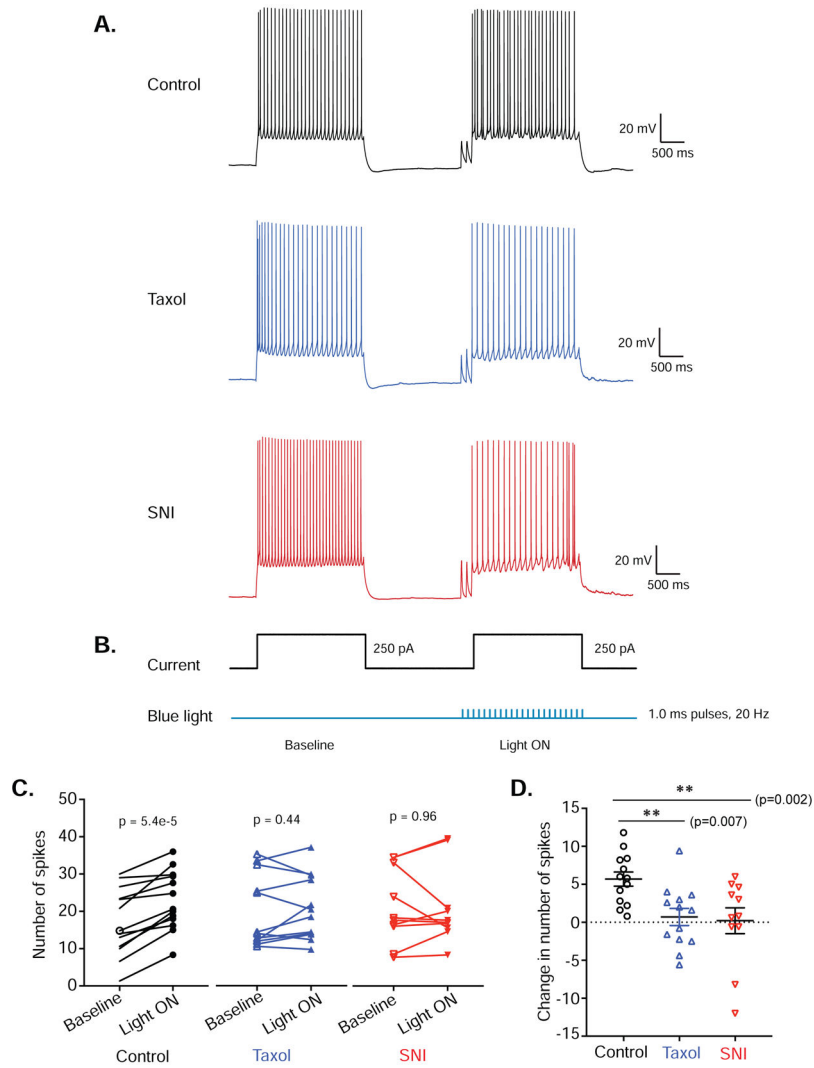 A.
Control
20 mV
500 ms
Taxol
20 mV
500 ms
SNI
20 mV
500 ms
B.
Current
250 pA
250 pA
Blue light
1.0 ms pulses, 20 Hz
Baseline
Light ON
C.
Number of spikes
50
40
30
20
10
0
p = 5.4e-5
p = 0.44
p = 0.96
Baseline
Light ON
Baseline
Light ON
Baseline
Light ON
Control
Taxol
SNI
D.
Change in number of spikes
15
10
5
0
-5
-10
-15
**
(p=0.002)
**
(p=0.007)
Control
Taxol
SNI